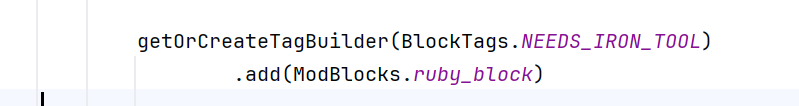 getOrCreateTagBuilder(BlockTags.NEEDS_IRON_TOOL)
.add(ModBlocks.ruby_block)